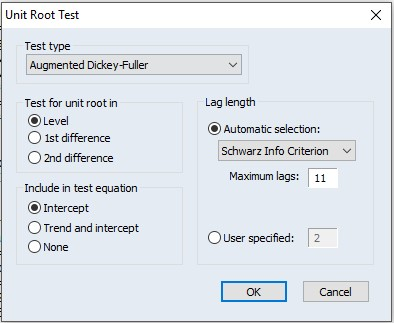 Unit Root Test
Test type
Augmented Dickey-Fuller
Test for unit root in
Level
1st difference
2nd difference
Include in test equation
Intercept
Trend and intercept
None
Lag length
Automatic selection:
Schwarz Info Criterion
Maximum lags: 11
User specified: 2
OK Cancel